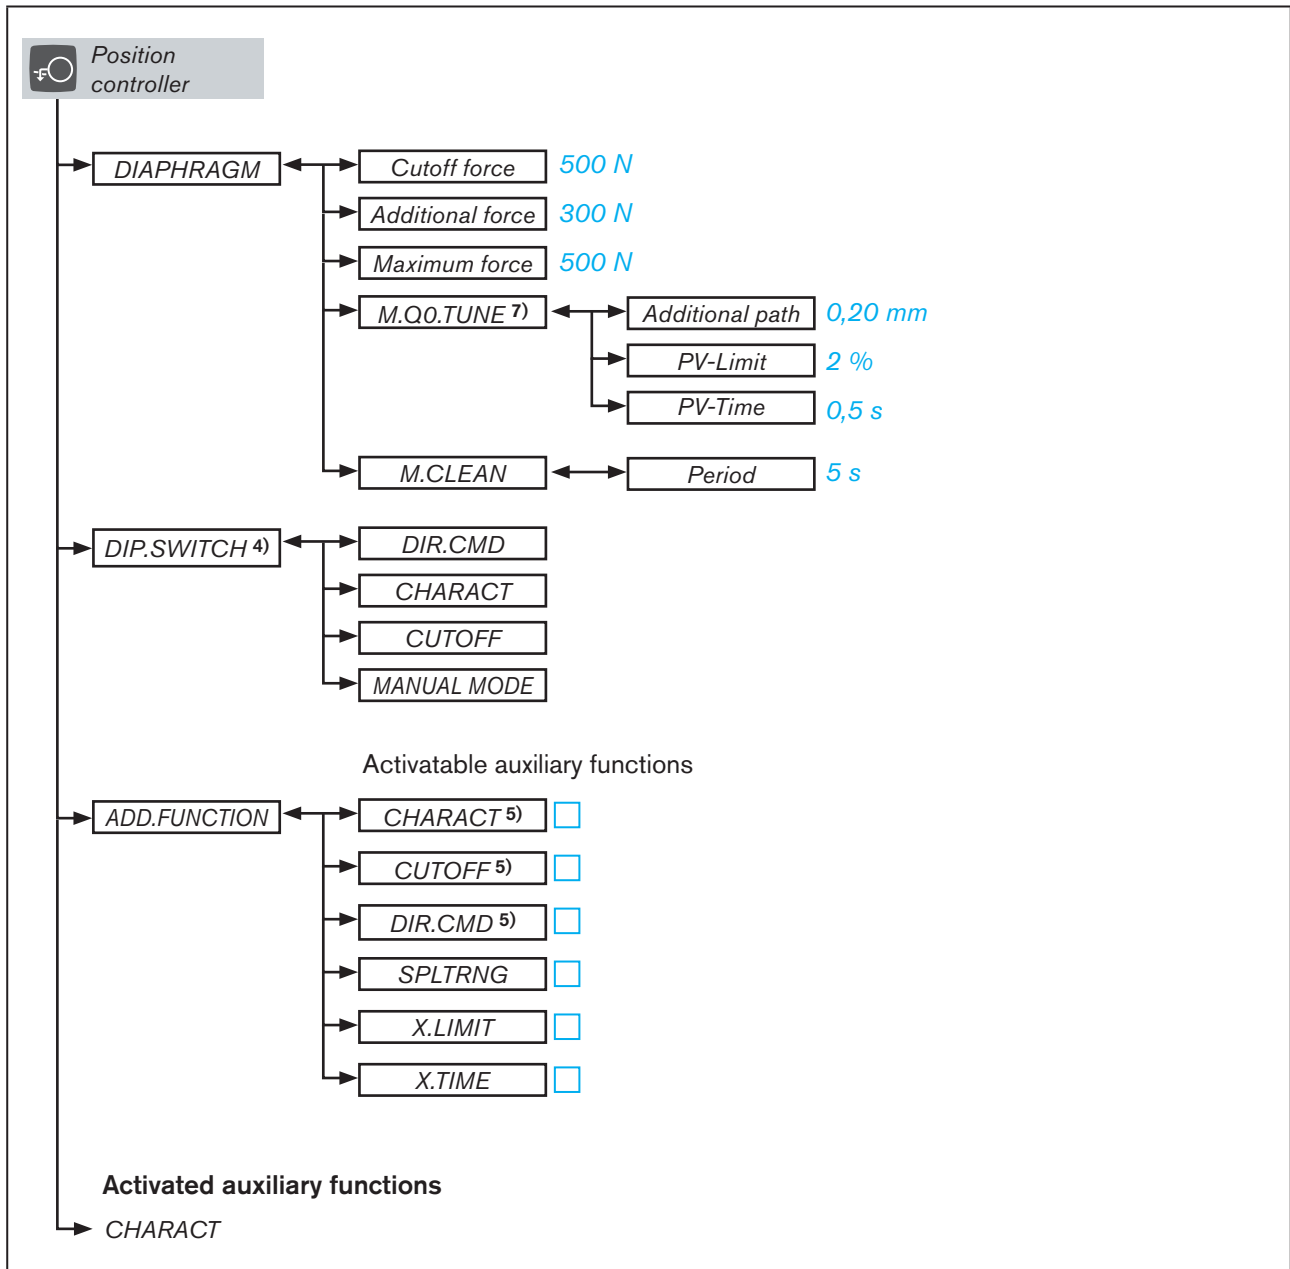 Position
controller
DIAPHRAGM
Cutoff force 500 N
Additional force 300 N
Maximum force 500 N
M.Q0.TUNE 7)
Additional path 0,20 mm
PV-Limit 2 %
PV-Time 0,5 s
M.CLEAN
Period 5 s
DIP.SWITCH 4)
DIR.CMD
CHARACT
CUTOFF
MANUAL MODE
Activatable auxiliary functions
ADD.FUNCTION
CHARACT 5)
CUTOFF 5)
DIR.CMD 5)
SPLTRNG
X.LIMIT
X.TIME
Activated auxiliary functions
CHARACT